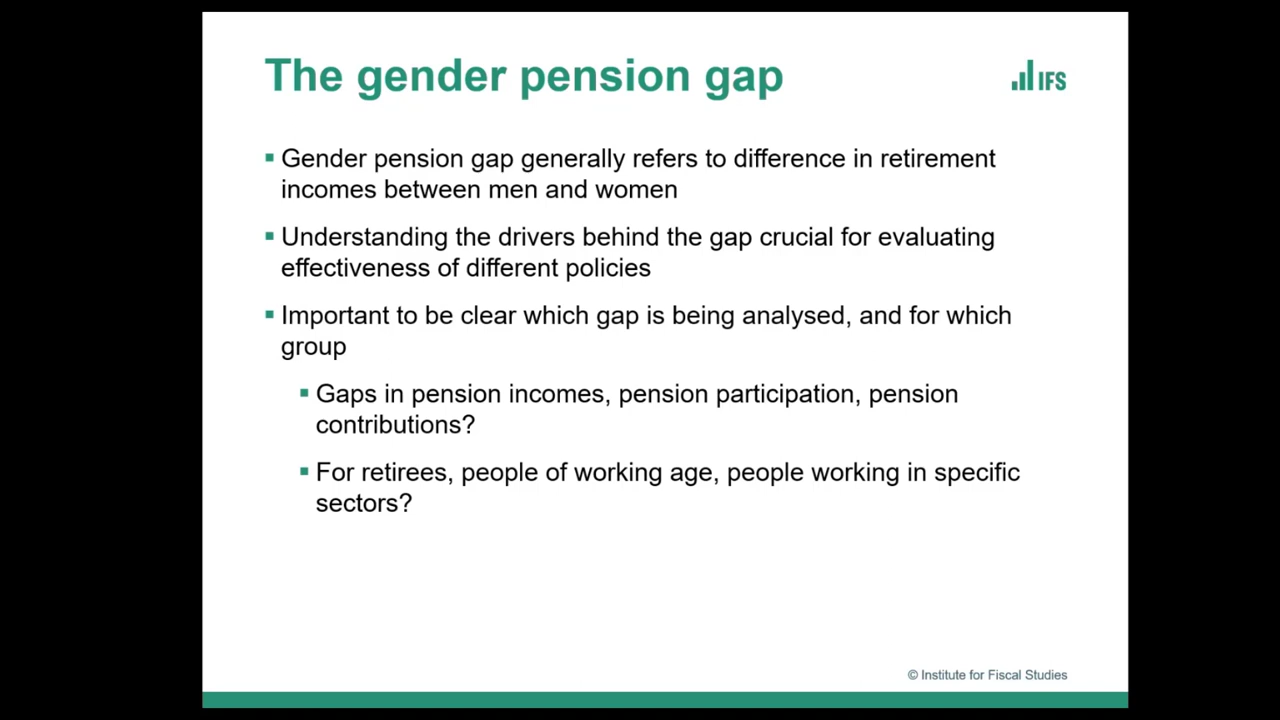 The gender pension gap
IFS
▪ Gender pension gap generally refers to difference in retirement
incomes between men and women
▪ Understanding the drivers behind the gap crucial for evaluating
effectiveness of different policies
▪ Important to be clear which gap is being analysed, and for which
group
▪ Gaps in pension incomes, pension participation, pension
contributions?
▪ For retirees, people of working age, people working in specific
sectors?
© Institute for Fiscal Studies